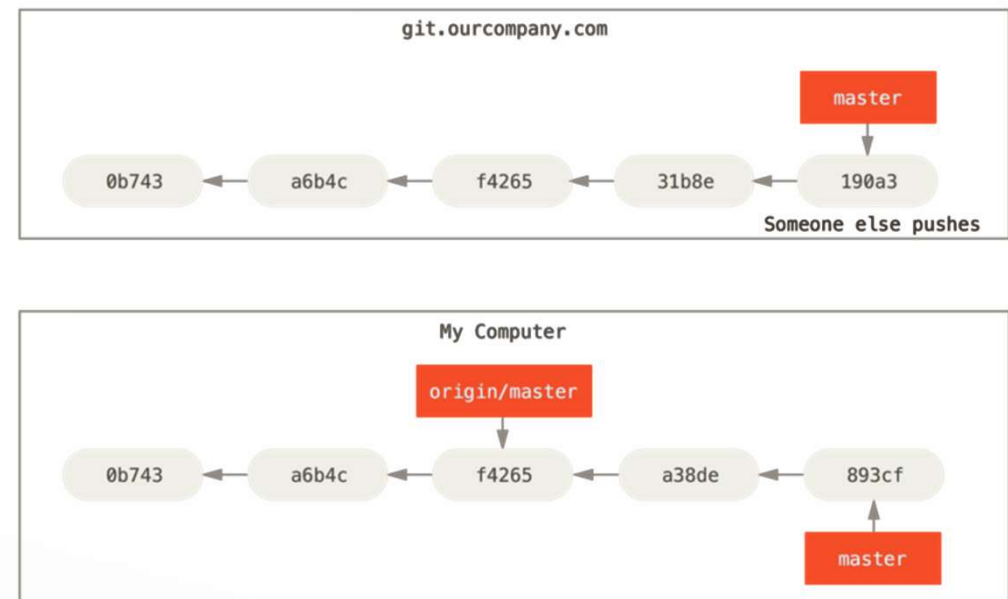 git.ourcompany.com
master
0b743 a6b4c f4265 31b8e 190a3
Someone else pushes
My Computer
origin/master
0b743 a6b4c f4265 a38de 893cf
master